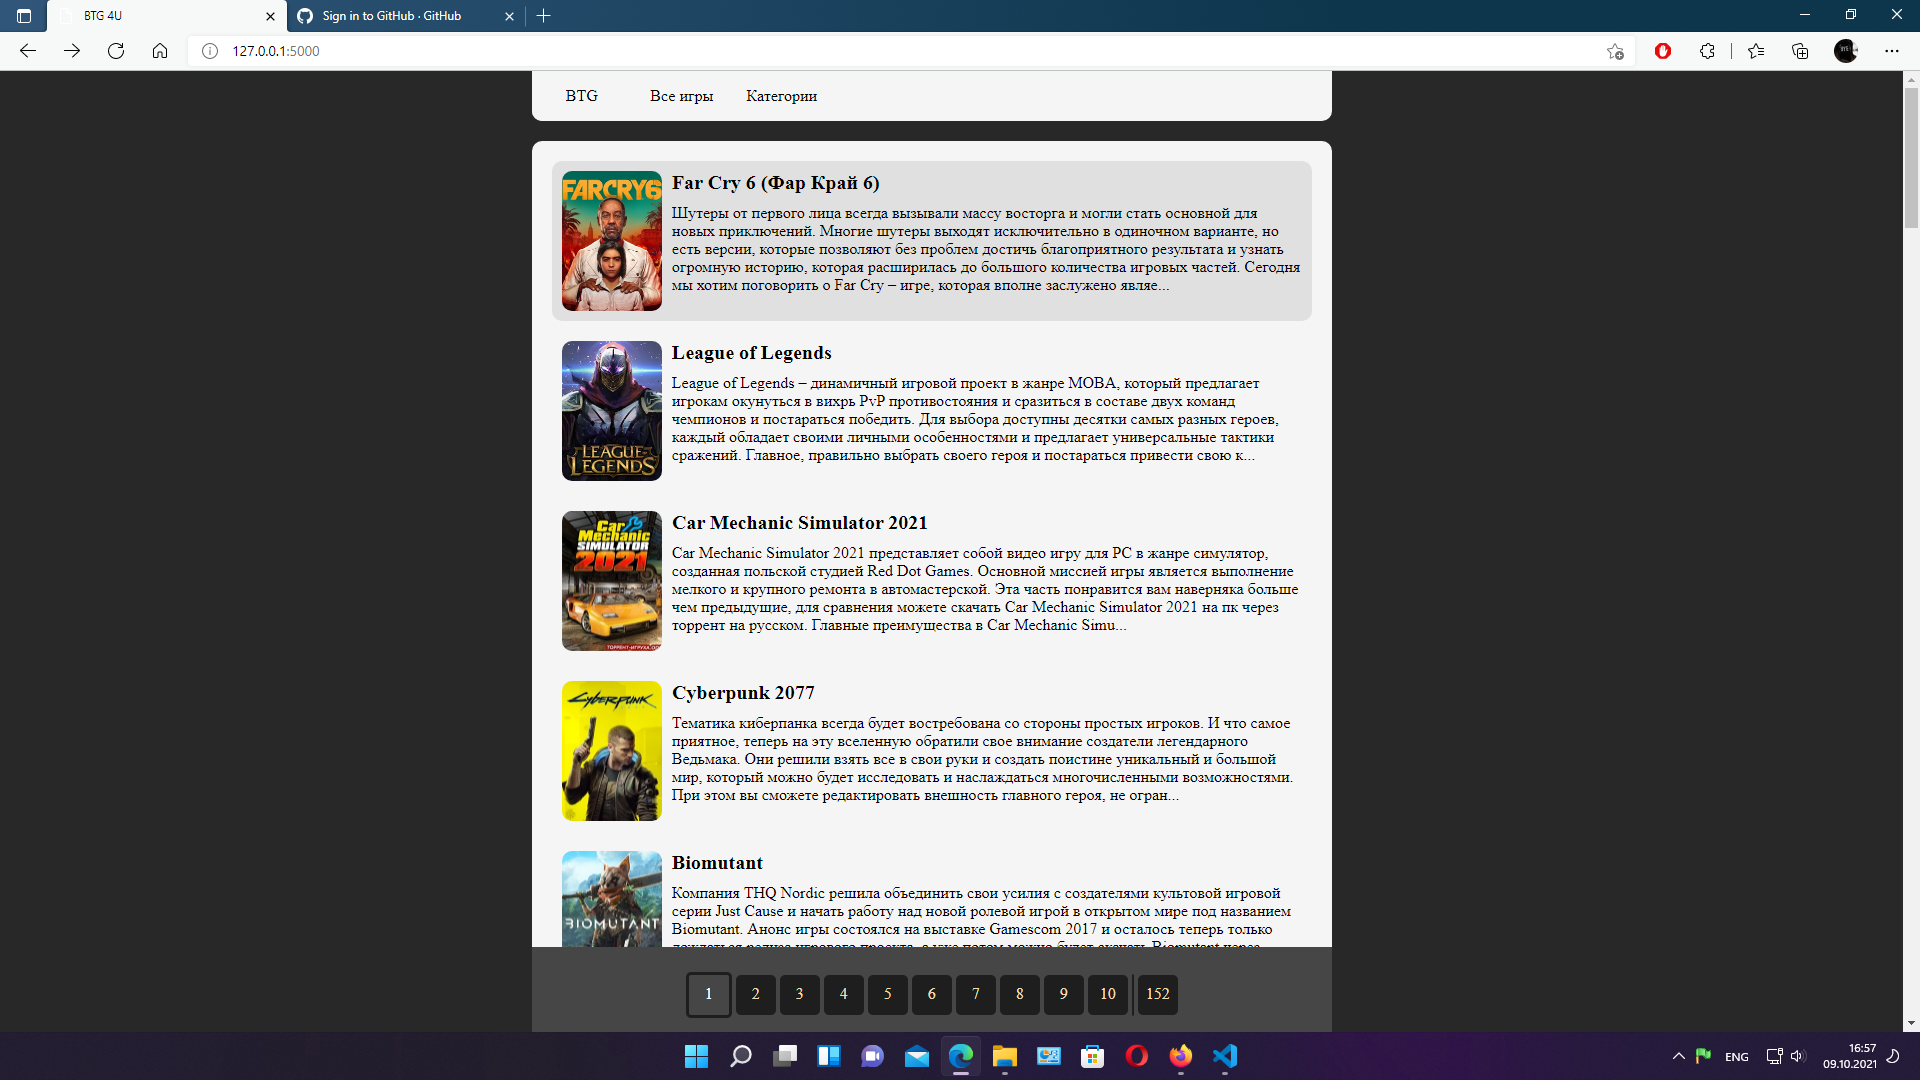 BTG 4U
Sign in to GitHub · GitHub
127.0.0.1:5000
BTG
Все игры
Категории
FARCRY6
Far Cry 6 (Фар Край 6)
Шутеры от первого лица всегда вызывали массу восторга и могли стать основной для
новых приключений. Многие шутеры выходят исключительно в одиночном варианте, но
есть версии, которые позволяют без проблем достичь благоприятного результата и узнать
огромную историю, которая расширилась до большого количества игровых частей. Сегодня
мы хотим поговорить о Far Cry – игре, которая вполне заслужено являе...
LEAGUE OF
LEGENDS
League of Legends
League of Legends – динамичный игровой проект в жанре MOBA, который предлагает
игрокам окунуться в вихрь PvP противостояния и сразиться в составе двух команд
чемпионов и постараться победить. Для выбора доступны десятки самых разных героев,
каждый обладает своими личными особенностями и предлагает универсальные тактики
сражений. Главное, правильно выбрать своего героя и постараться привести свою к...
Car
Mechanic
SIMULATOR
2021
Car Mechanic Simulator 2021
Car Mechanic Simulator 2021 представляет собой видео игру для PC в жанре симулятор,
созданная польской студией Red Dot Games. Основной миссией игры является выполнение
мелкого и крупного ремонта в автомастерской. Эта часть понравится вам наверняка больше
чем предыдущие, для сравнения можете скачать Car Mechanic Simulator 2021 на пк через
торрент на русском. Главные преимущества в Car Mechanic Simu...
Cyberpunk
Cyberpunk 2077
Тематика киберпанка всегда будет востребована со стороны простых игроков. И что самое
приятное, теперь на эту вселенную обратили свое внимание создатели легендарного
Ведьмака. Они решили взять все в свои руки и создать поистине уникальный и большой
мир, который можно будет исследовать и наслаждаться многочисленными возможностями.
При этом вы сможете редактировать внешность главного героя, не огран...
BIOMUTANT
Biomutant
Компания THQ Nordic решила объединить свои усилия с создателями культовой игровой
серии Just Cause и начать работу над новой ролевой игрой в открытом мире под названием
Biomutant. Анонс игры состоялся на выставке Gamescom 2017 и осталось теперь только
1 2 3 4 5 6 7 8 9 10 152
ENG
16:57
09.10.2021